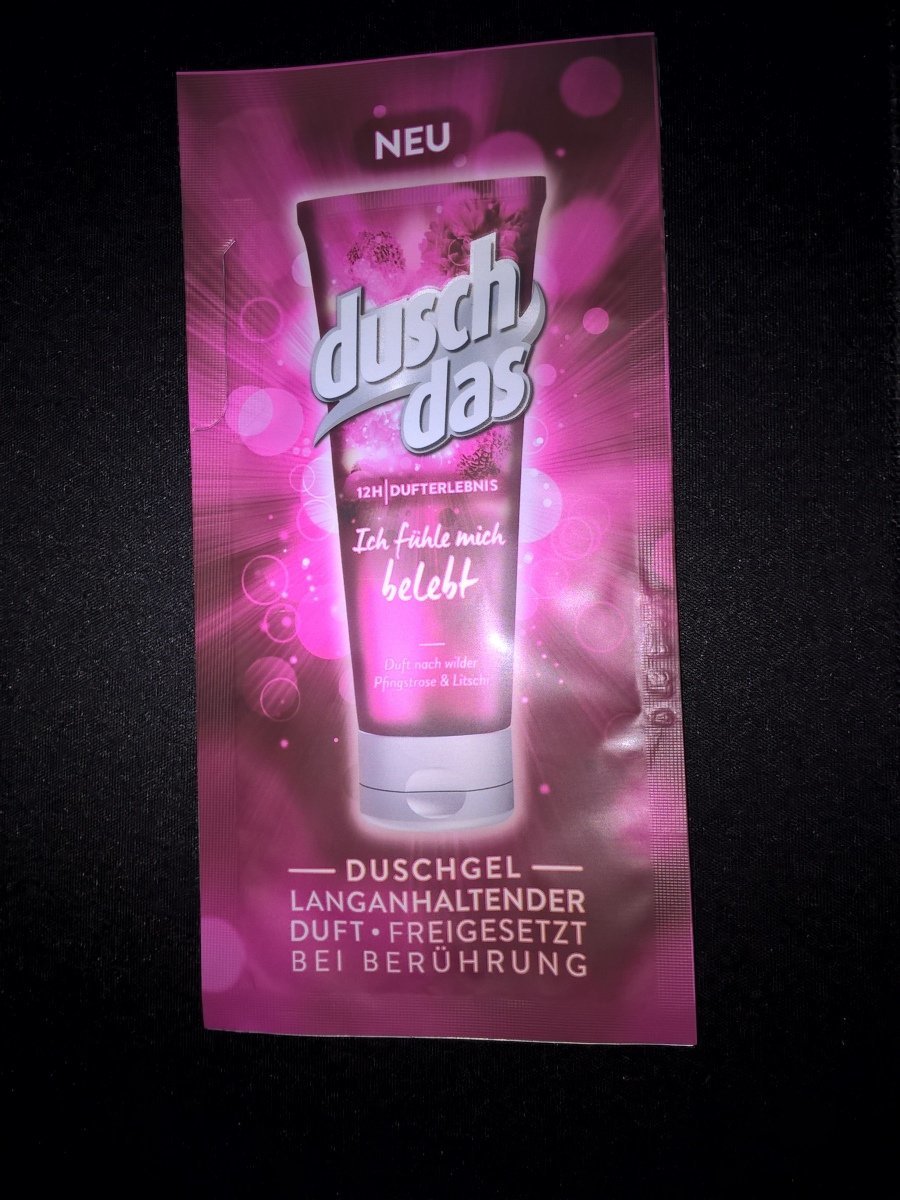 NEU
dusch
das
12H|DUFTERLEBNIS
Ich fühle mich
belebt
Duft nach wilder
Pfingstrose & Litschi
DUSCHGEL
LANGANHALTENDER
DUFT • FREIGESETZT
BEI BERÜHRUNG